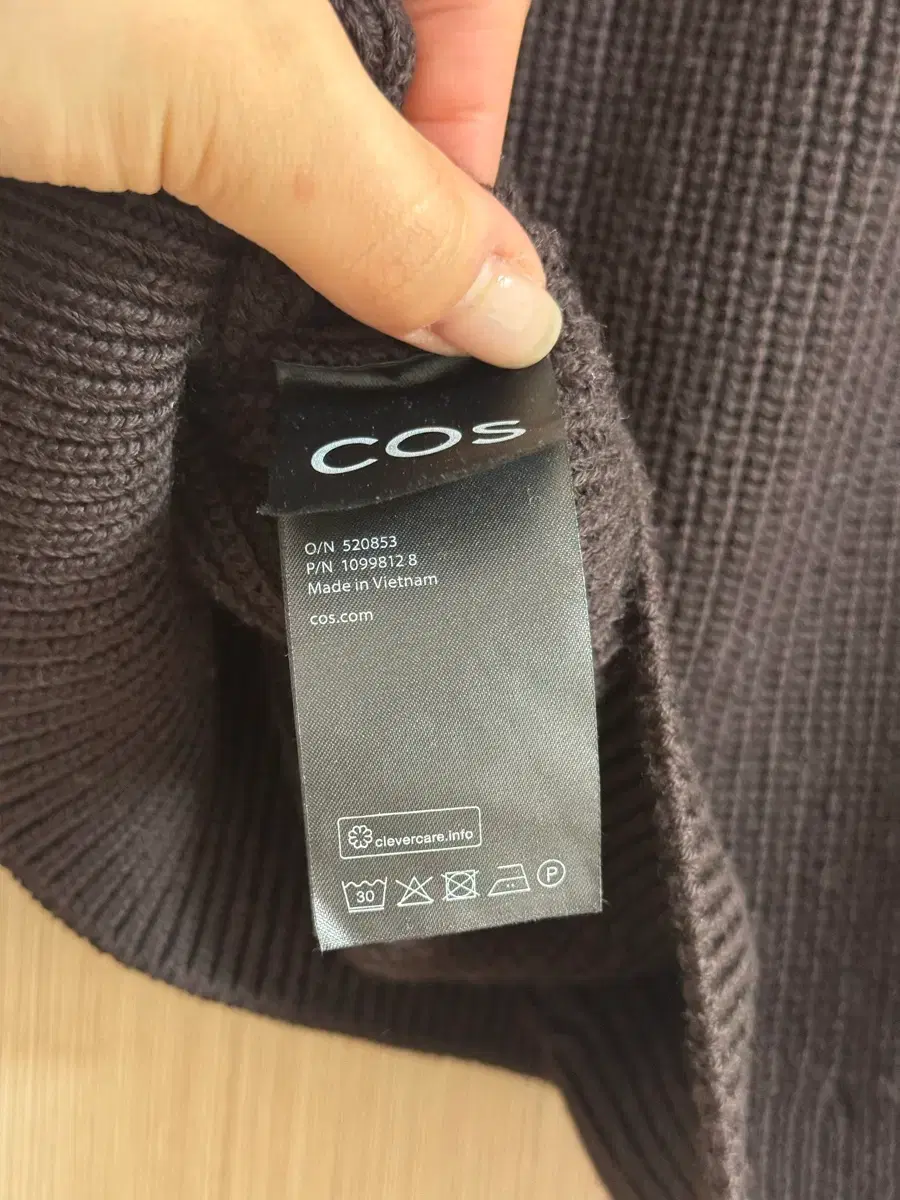 COS
O/N 520853
P/N 1099812 8
Made in Vietnam
cos.com
clevercare.info
30 P